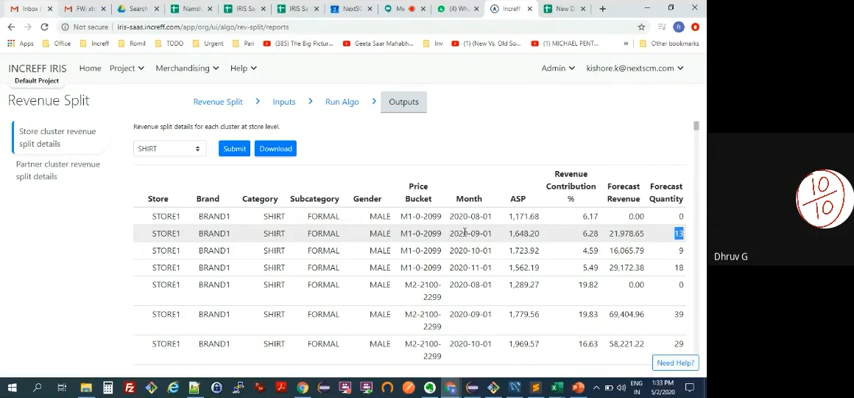 Inbox
FW: st
Search
Namsh
IRIS Sa
IRIS Sa
NextSC
Me
(4) Wh
Increff
New D
Not secure | iris-saas.increff.com/app/org/ui/algo/rev-split/reports
Apps Org Increff Romil TODO Urgent Pari (385) The Big Pictur... Geeta Saar Mahabh... Inv (1) (New Vs. Old So... (1) MICHAEL PENT... Other bookmarks
INCREFF IRIS Home Project Merchandising Help Admin kishore.k@nextscm.com
Default Project
Revenue Split
Revenue Split > Inputs > Run Algo > Outputs
Store cluster revenue split details
Partner cluster revenue split details
Revenue split details for each cluster at store level.
SHIRT Submit Download
Store Brand Category Subcategory Gender Price Bucket Month ASP Revenue Contribution % Forecast Revenue Forecast Quantity
STORE1 BRAND1 SHIRT FORMAL MALE M1-0-2099 2020-08-01 1,171.68 6.17 0.00 0
STORE1 BRAND1 SHIRT FORMAL MALE M1-0-2099 2020-09-01 1,648.20 6.28 21,978.65 13
STORE1 BRAND1 SHIRT FORMAL MALE M1-0-2099 2020-10-01 1,723.92 4.59 16,065.79 9
STORE1 BRAND1 SHIRT FORMAL MALE M1-0-2099 2020-11-01 1,562.19 5.49 29,172.38 18
STORE1 BRAND1 SHIRT FORMAL MALE M2-2100-2299 2020-08-01 1,289.27 19.82 0.00 0
STORE1 BRAND1 SHIRT FORMAL MALE M2-2100-2299 2020-09-01 1,779.56 19.83 69,404.96 39
STORE1 BRAND1 SHIRT FORMAL MALE M2-2100-2299 2020-10-01 1,969.57 16.63 58,221.22 29
Need Help?
ENG
IN
1:33 PM
5/2/2020
10
10
Dhruv G